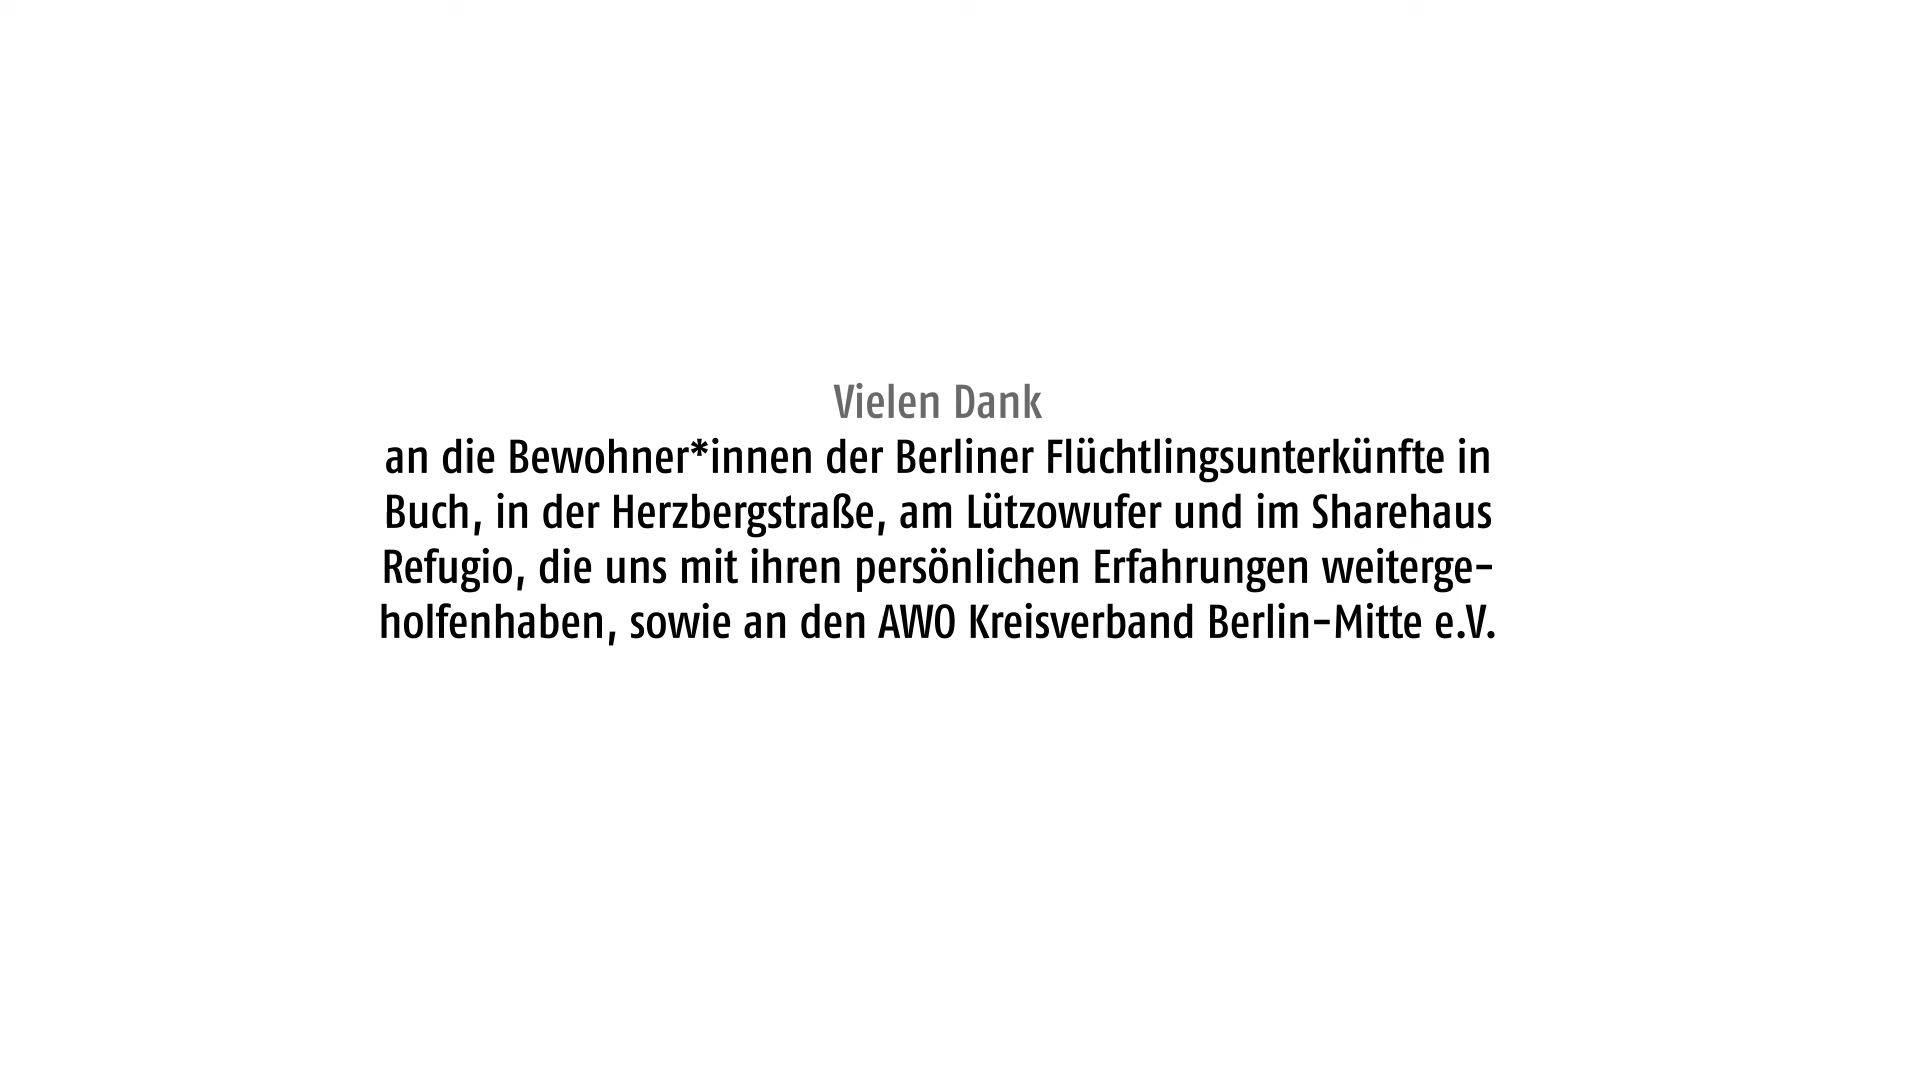 Vielen Dank
an die Bewohner*innen der Berliner Flüchtlingsunterkünfte in
Buch, in der Herzbergstraße, am Lützowufer und im Sharehaus
Refugio, die uns mit ihren persönlichen Erfahrungen weiterge-
holfenhaben, sowie an den AWO Kreisverband Berlin-Mitte e.V.